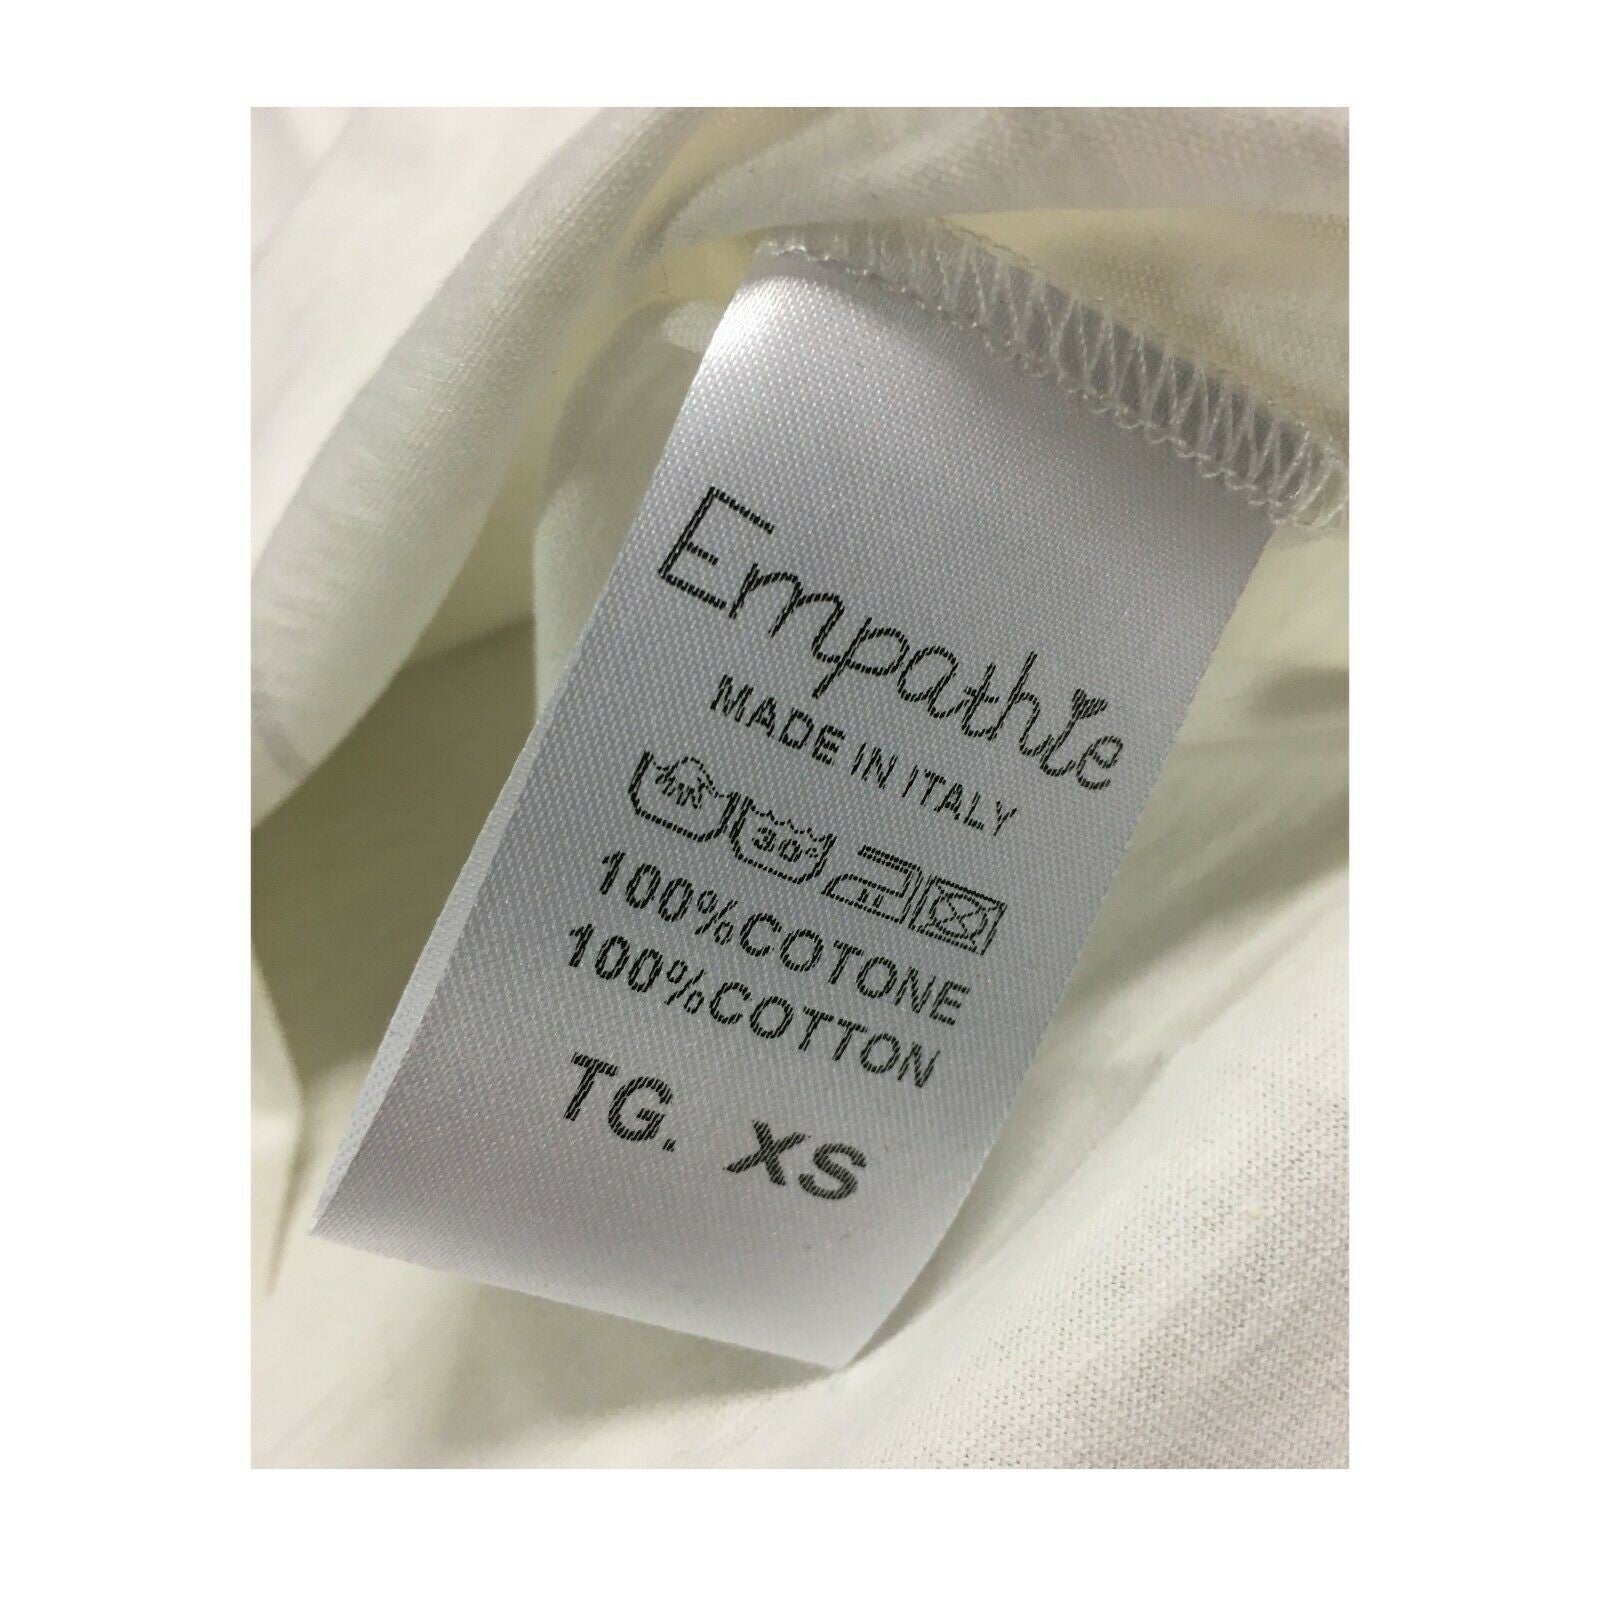 Empathie
MADE IN ITALY
30°
100%COTONE
100%COTTON
TG. XS